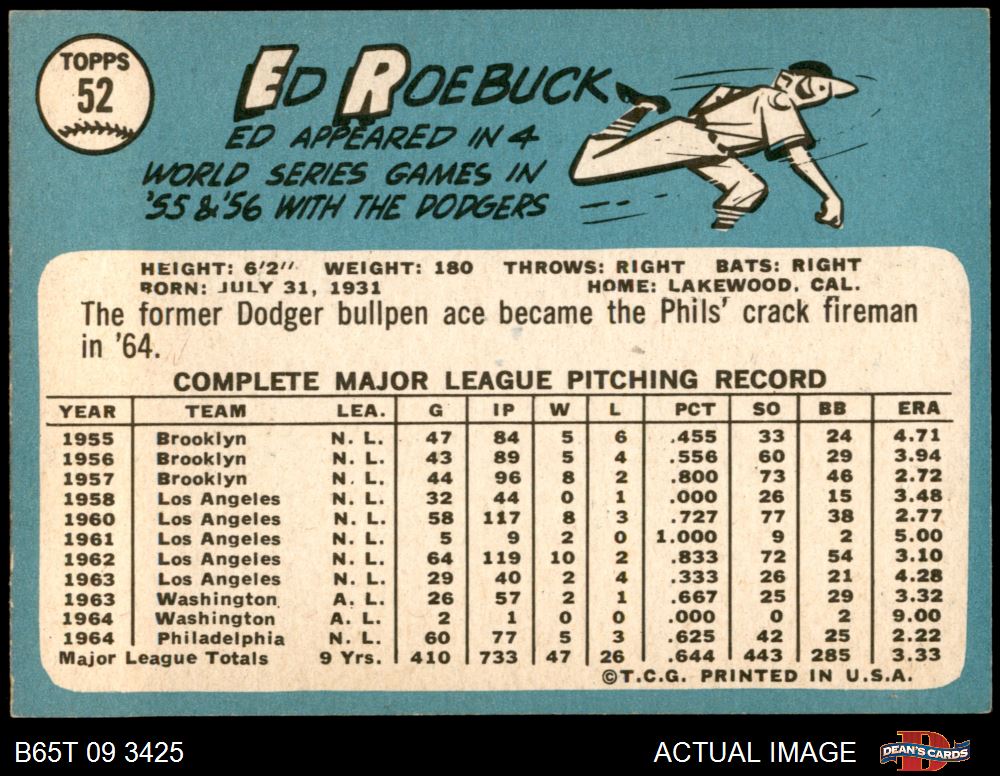 TOPPS
52
ED ROEBUCK
ED APPEARED IN 4
WORLD SERIES GAMES IN
'55 & '56 WITH THE DODGERS
HEIGHT: 6'2" WEIGHT: 180 THROWS: RIGHT BATS: RIGHT
BORN: JULY 31, 1931 HOME: LAKEWOOD, CAL.
The former Dodger bullpen ace became the Phils' crack fireman
in '64.
COMPLETE MAJOR LEAGUE PITCHING RECORD
YEAR TEAM LEA. G IP W L PCT SO BB ERA
1955 Brooklyn N. L. 47 84 5 6 .455 33 24 4.71
1956 Brooklyn N. L. 43 89 5 4 .556 60 29 3.94
1957 Brooklyn N. L. 44 96 8 2 .800 73 46 2.72
1958 Los Angeles N. L. 32 44 0 1 .000 26 15 3.48
1960 Los Angeles N. L. 58 117 8 3 .727 77 38 2.77
1961 Los Angeles N. L. 5 9 2 0 1.000 9 2 5.00
1962 Los Angeles N. L. 64 119 10 2 .833 72 54 3.10
1963 Los Angeles N. L. 29 40 2 4 .333 26 21 4.28
1963 Washington A. L. 26 57 2 1 .667 25 29 3.32
1964 Washington A. L. 2 1 0 0 .000 0 2 9.00
1964 Philadelphia N. L. 60 77 5 3 .625 42 25 2.22
Major League Totals 9 Yrs. 410 733 47 26 .644 443 285 3.33
©T.C.G. PRINTED IN U.S.A.
B65T 09 3425 ACTUAL IMAGE DEAN'S CARDS